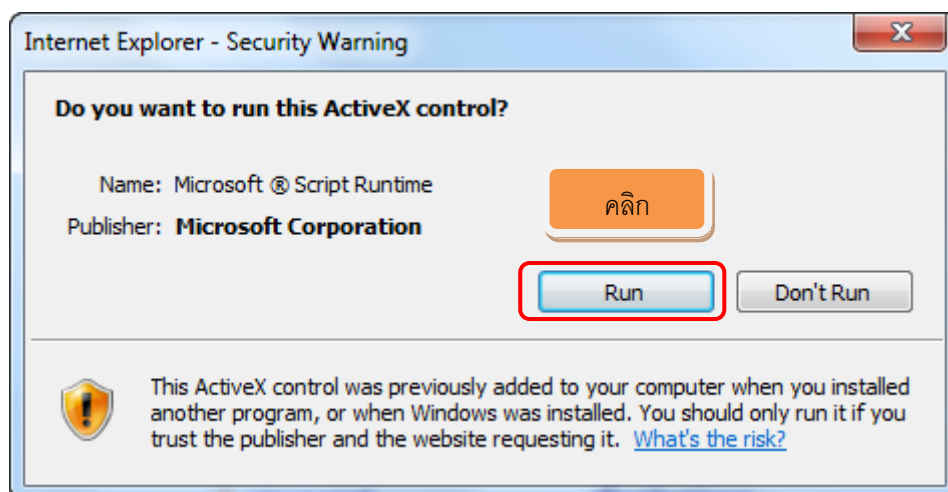 Internet Explorer - Security Warning
Do you want to run this ActiveX control?
Name: Microsoft ® Script Runtime
Publisher: Microsoft Corporation
คลิก
Run
Don't Run
This ActiveX control was previously added to your computer when you installed
another program, or when Windows was installed. You should only run it if you
trust the publisher and the website requesting it. What's the risk?